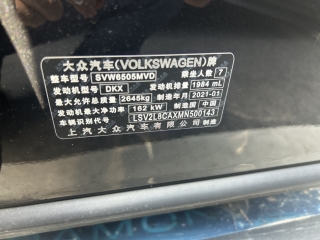 大众汽车(VOLKSWAGEN)牌
整车型号 SVW6505MVD 乘坐人数 7
发动机型号 DKX 发动机排量 1984 mL
最大允许总质量 2645kg 制造年月 2021-01
发动机最大净功率 162 kW 制造国 中国
车辆识别代号 LSV2L8CAXMN500143
上汽大众汽车有限公司制造